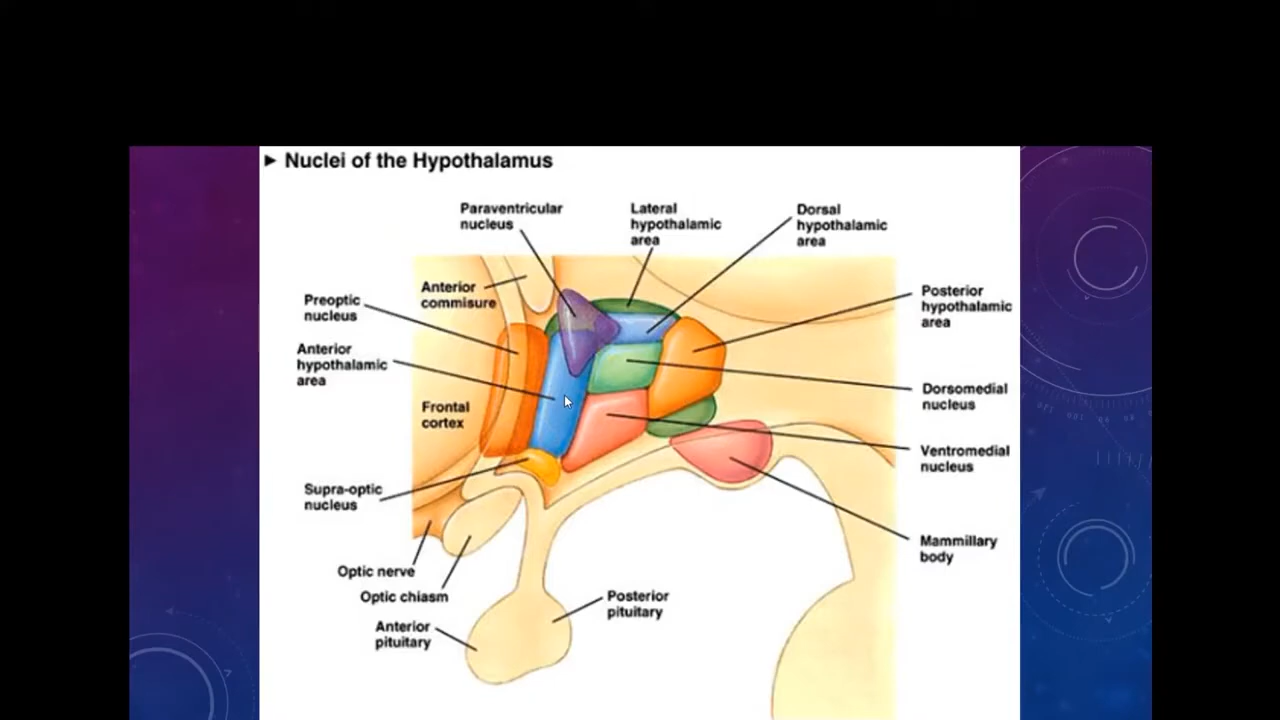 ► Nuclei of the Hypothalamus
Paraventricular
nucleus
Lateral
hypothalamic
area
Dorsal
hypothalamic
area
Anterior
commisure
Preoptic
nucleus
Posterior
hypothalamic
area
Anterior
hypothalamic
area
Dorsomedial
nucleus
Frontal
cortex
Ventromedial
nucleus
Supra-optic
nucleus
Mammillary
body
Optic nerve
Optic chiasm
Posterior
pituitary
Anterior
pituitary